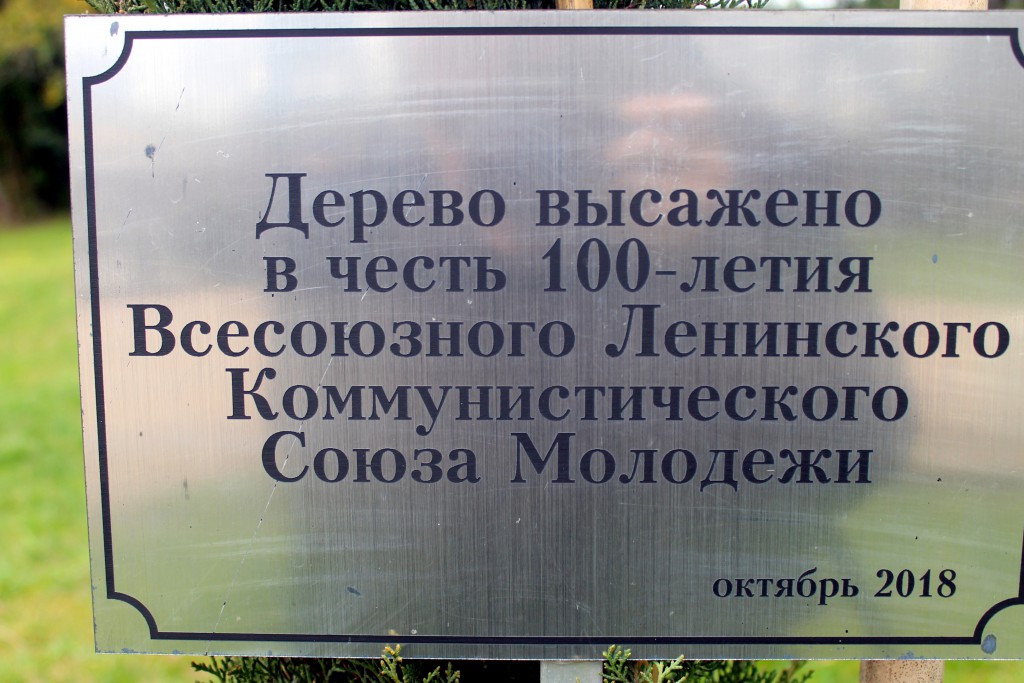 Дерево высажено
в честь 100-летия
Всесоюзного Ленинского
Коммунистического
Союза Молодежи
октябрь 2018